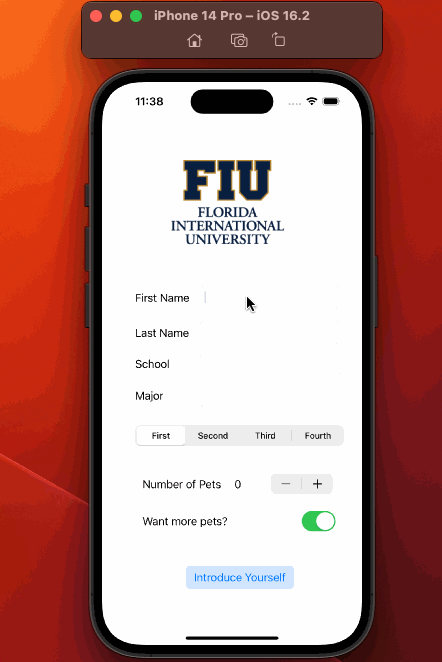 iPhone 14 Pro – iOS 16.2
11:38
FIU
FLORIDA
INTERNATIONAL
UNIVERSITY
First Name
Last Name
School
Major
First Second Third Fourth
Number of Pets 0 − +
Want more pets?
Introduce Yourself